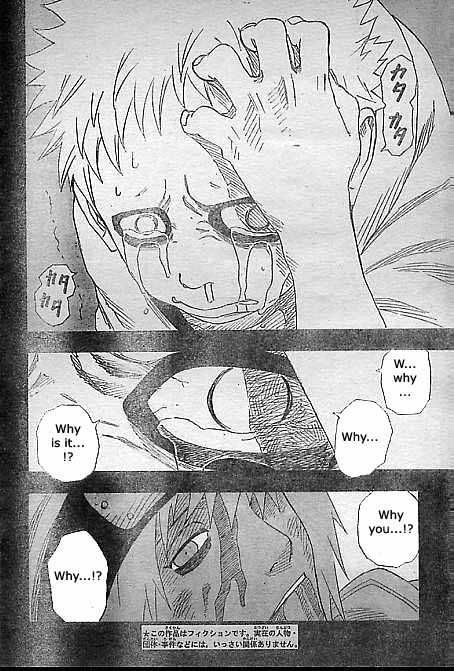 カタ
カタ
カタ
カタ
W...
why
...
Why...
Why
is it...
!?
Why
you...!?
Why...!?
★この作品はフィクションです。実在の人物・
団体・事件などには、いっさい関係ありません。